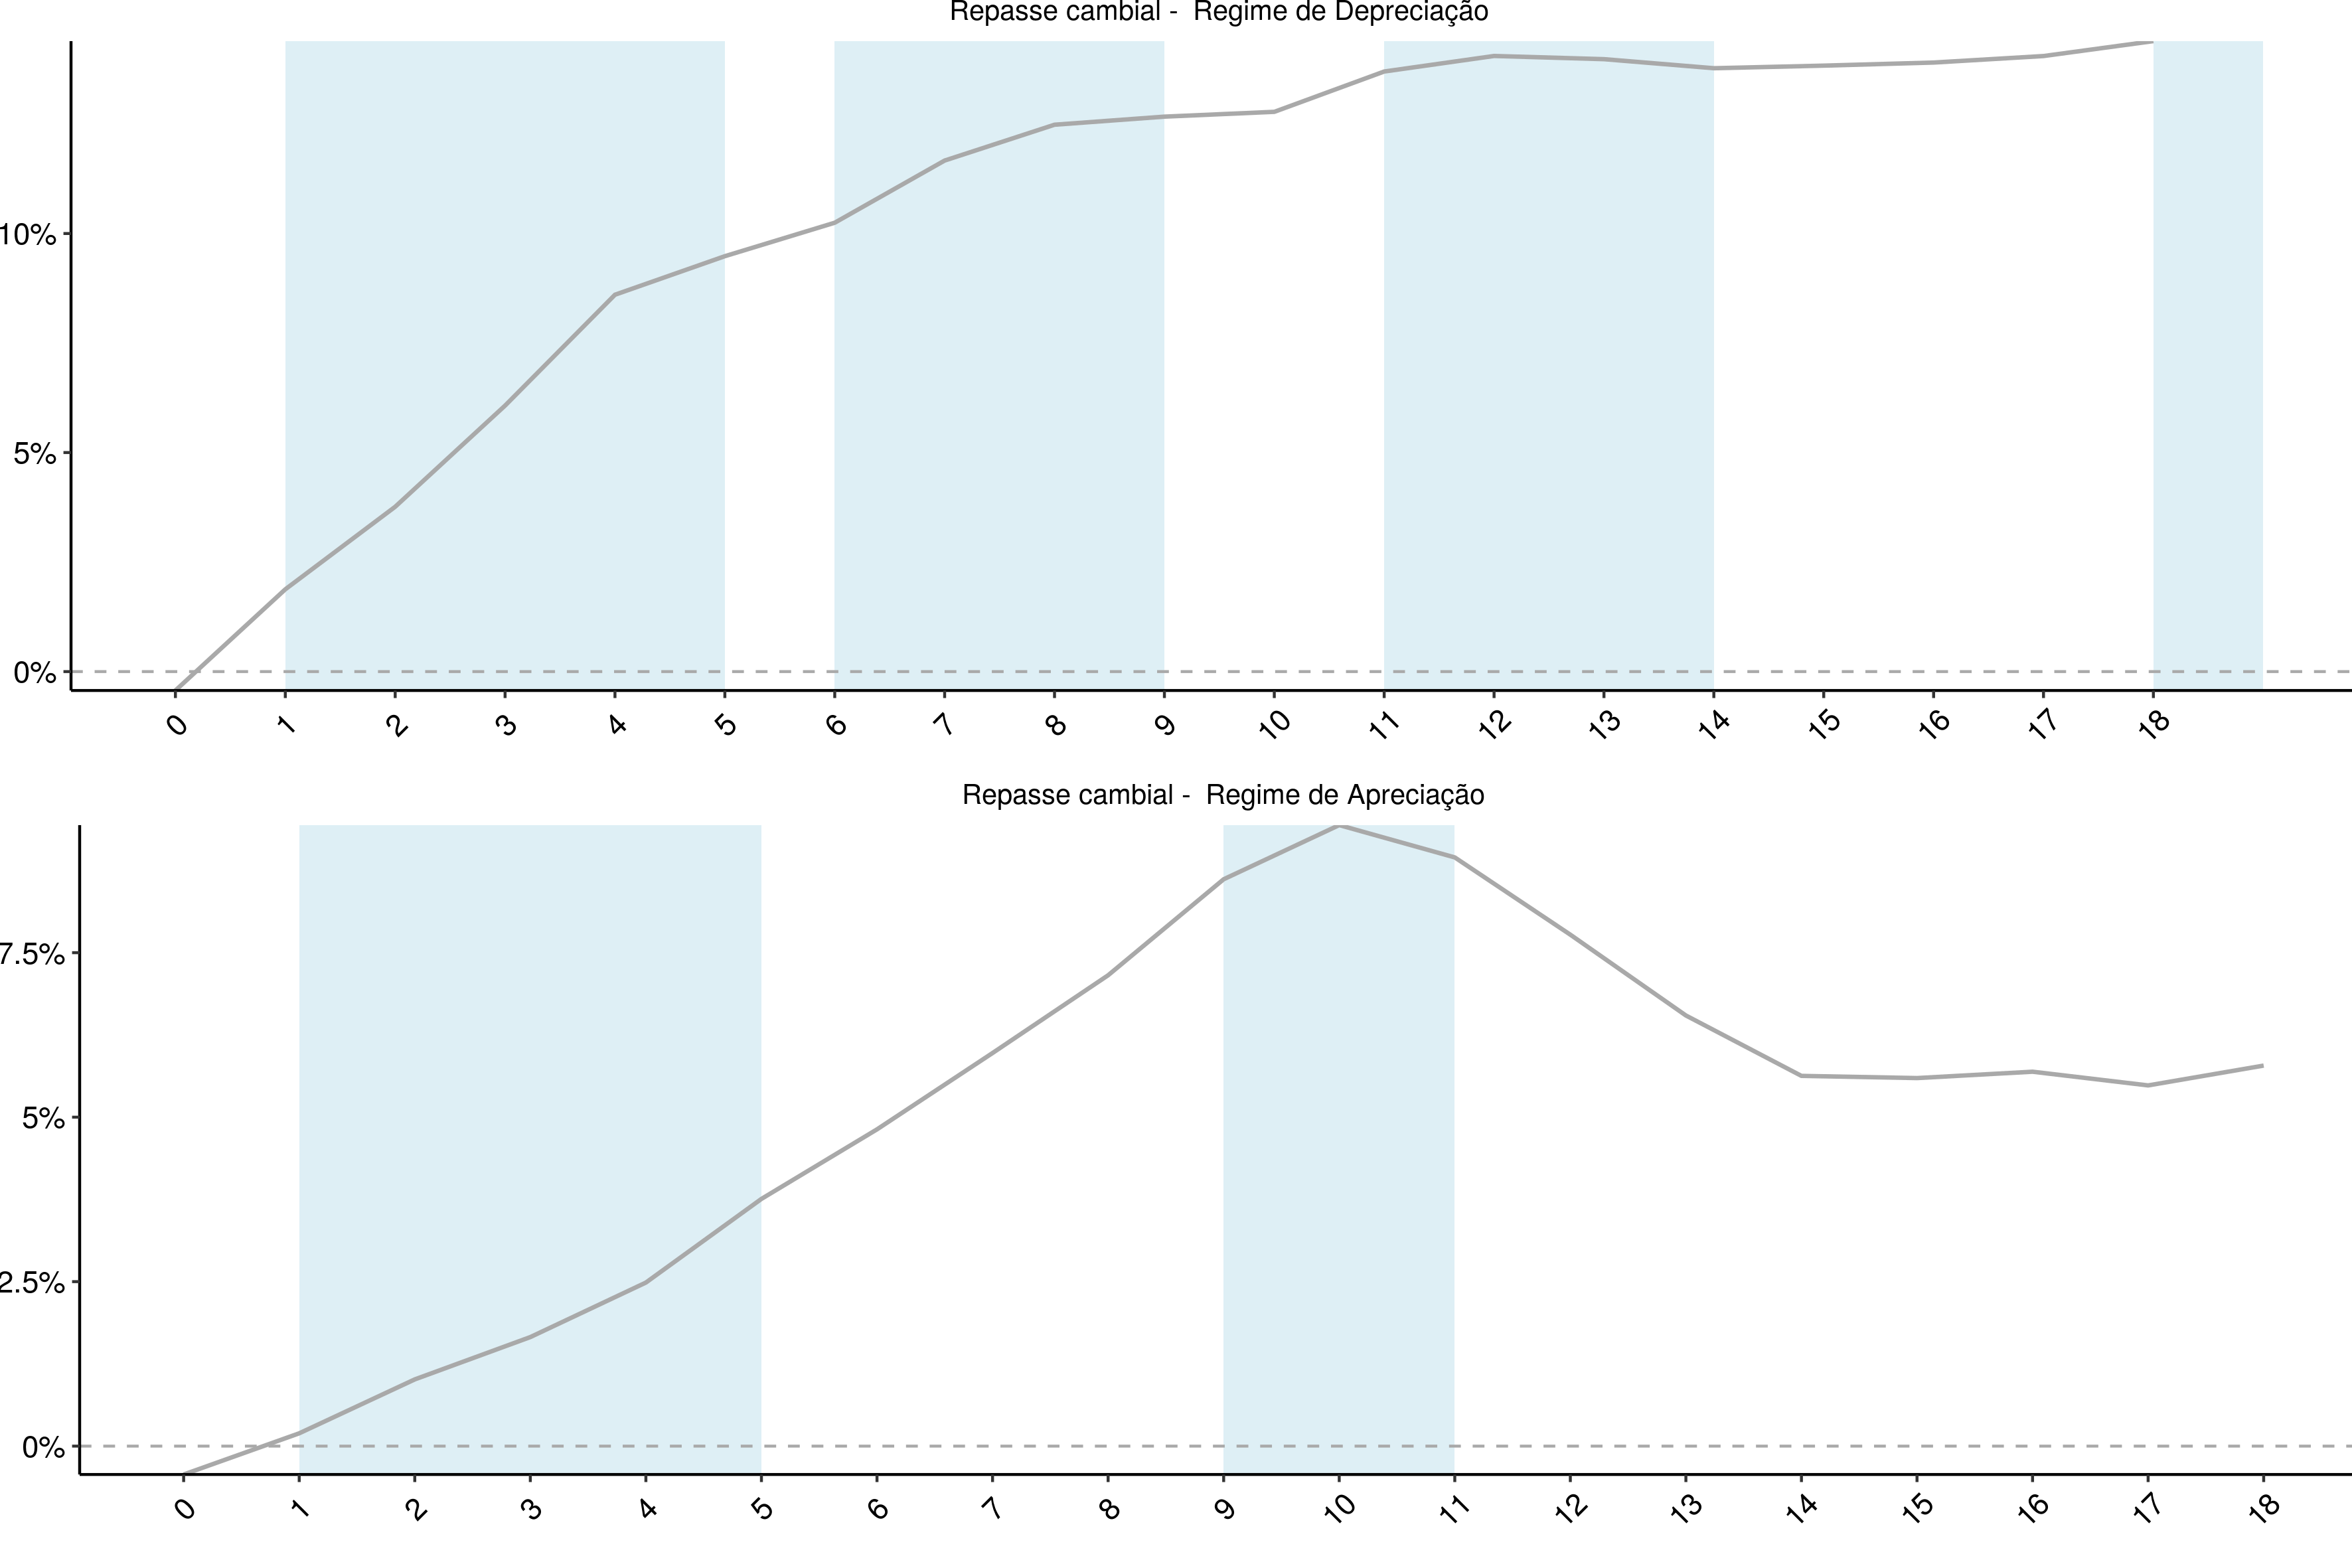 Repasse cambial -  Regime de Depreciação
10%
5%
0%
0 1 2 3 4 5 6 7 8 9 10 11 12 13 14 15 16 17 18
Repasse cambial -  Regime de Apreciação
7.5%
5%
2.5%
0%
0 1 2 3 4 5 6 7 8 9 10 11 12 13 14 15 16 17 18